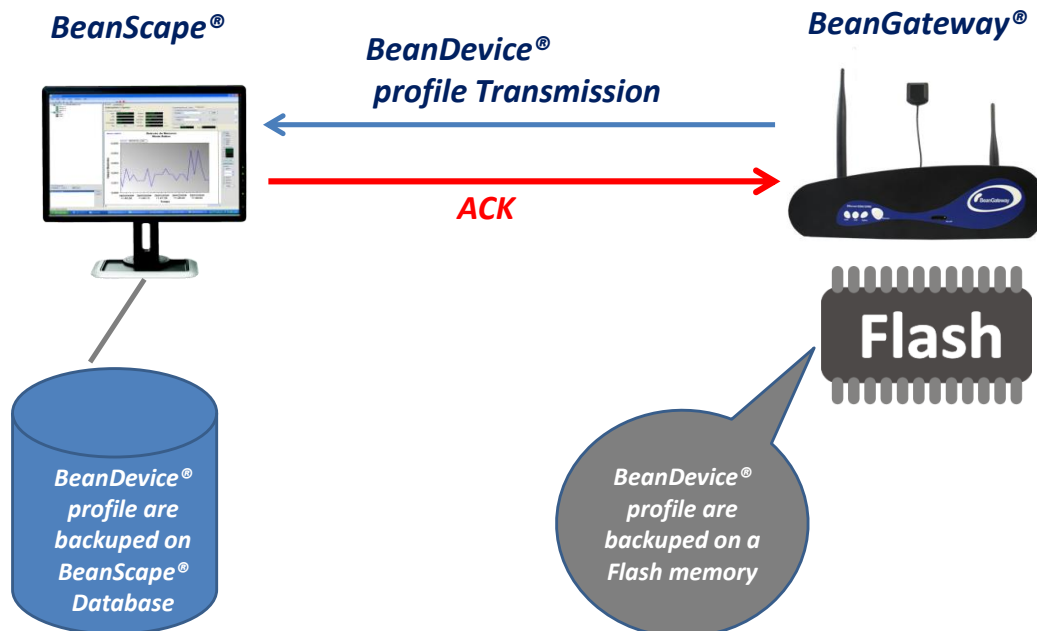 BeanScape®
BeanGateway®
BeanDevice®
profile Transmission
ACK
BeanGateway
Flash
BeanDevice®
profile are
backuped on
BeanScape®
Database
BeanDevice®
profile are
backuped on a
Flash memory